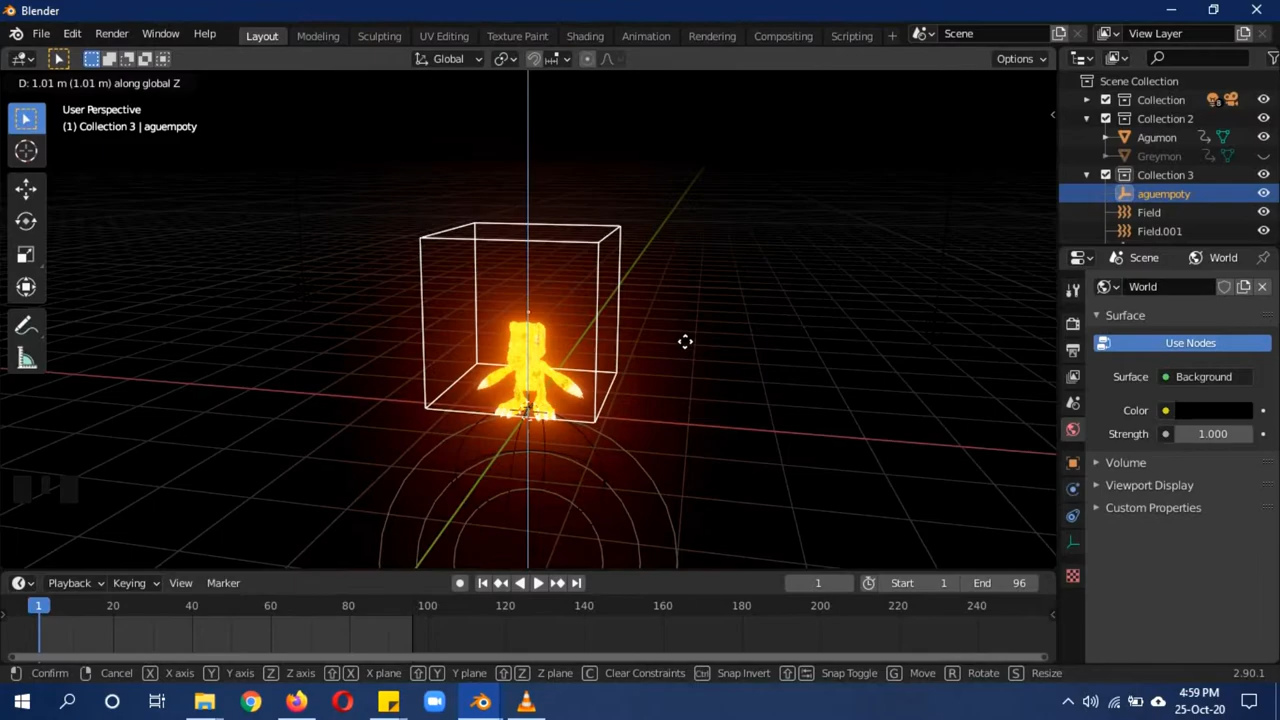 Blender
File Edit Render Window Help Layout Modeling Sculpting UV Editing Texture Paint Shading Animation Rendering Compositing Scripting + Scene View Layer
Global Options
D: 1.01 m (1.01 m) along global Z
User Perspective
(1) Collection 3 | aguempoty
Scene Collection
Collection 8
Collection 2
Agumon
Greymon
Collection 3
aguempoty
Field
Field.001
Scene World
World
Surface
Use Nodes
Surface Background
Color
Strength 1.000
Volume
Viewport Display
Custom Properties
Playback Keying View Marker 1 Start 1 End 96
1 20 40 60 80 100 120 140 160 180 200 220 240
Confirm Cancel X X axis Y Y axis Z Z axis X X plane Y Y plane Z Z plane C Clear Constraints Ctrl Snap Invert Snap Toggle G Move R Rotate S Resize 2.90.1
4:59 PM
25-Oct-20